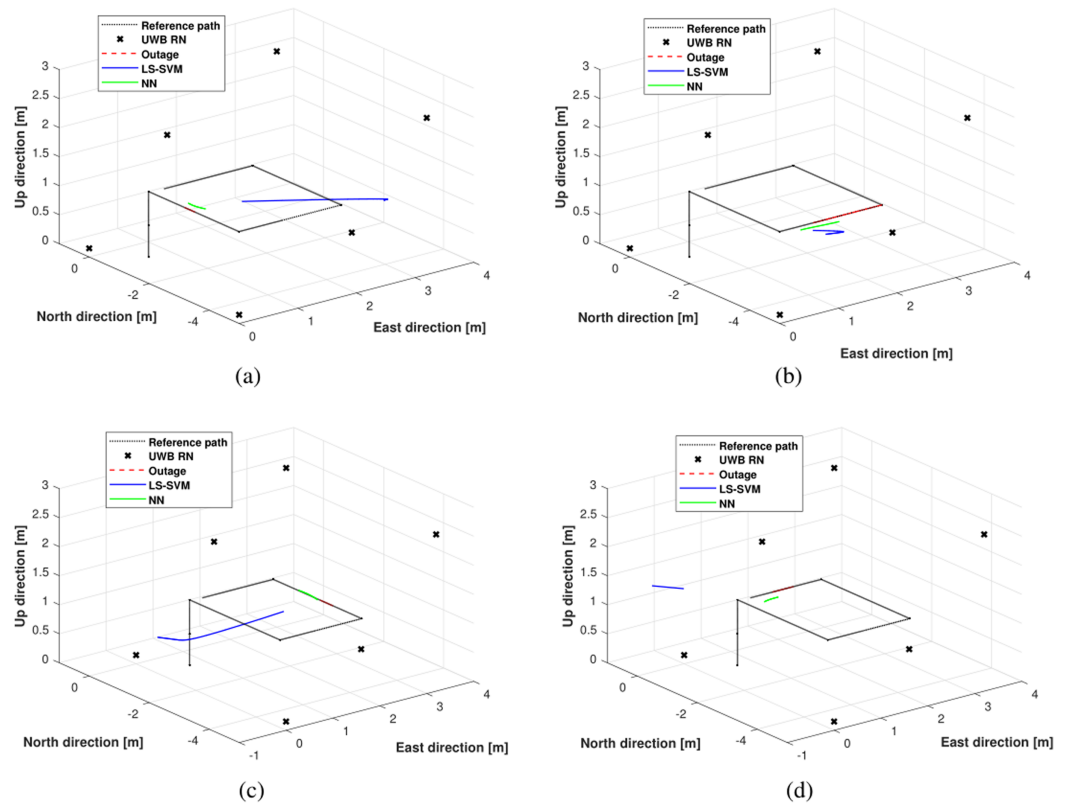 Reference path
UWB RN
Outage
LS-SVM
NN
3
2.5
2
1.5
1
0.5
0
Up direction [m]
0
-2
-4
North direction [m]
0
1
2
3
4
East direction [m]
(a)
Reference path
UWB RN
Outage
LS-SVM
NN
3
2.5
2
1.5
1
0.5
0
Up direction [m]
0
-2
-4
North direction [m]
0
1
2
3
4
East direction [m]
(b)
Reference path
UWB RN
Outage
LS-SVM
NN
3
2.5
2
1.5
1
0.5
0
Up direction [m]
0
-2
-4
North direction [m]
-1
0
1
2
3
4
East direction [m]
(c)
Reference path
UWB RN
Outage
LS-SVM
NN
3
2.5
2
1.5
1
0.5
0
Up direction [m]
0
-2
-4
North direction [m]
-1
0
1
2
3
4
East direction [m]
(d)